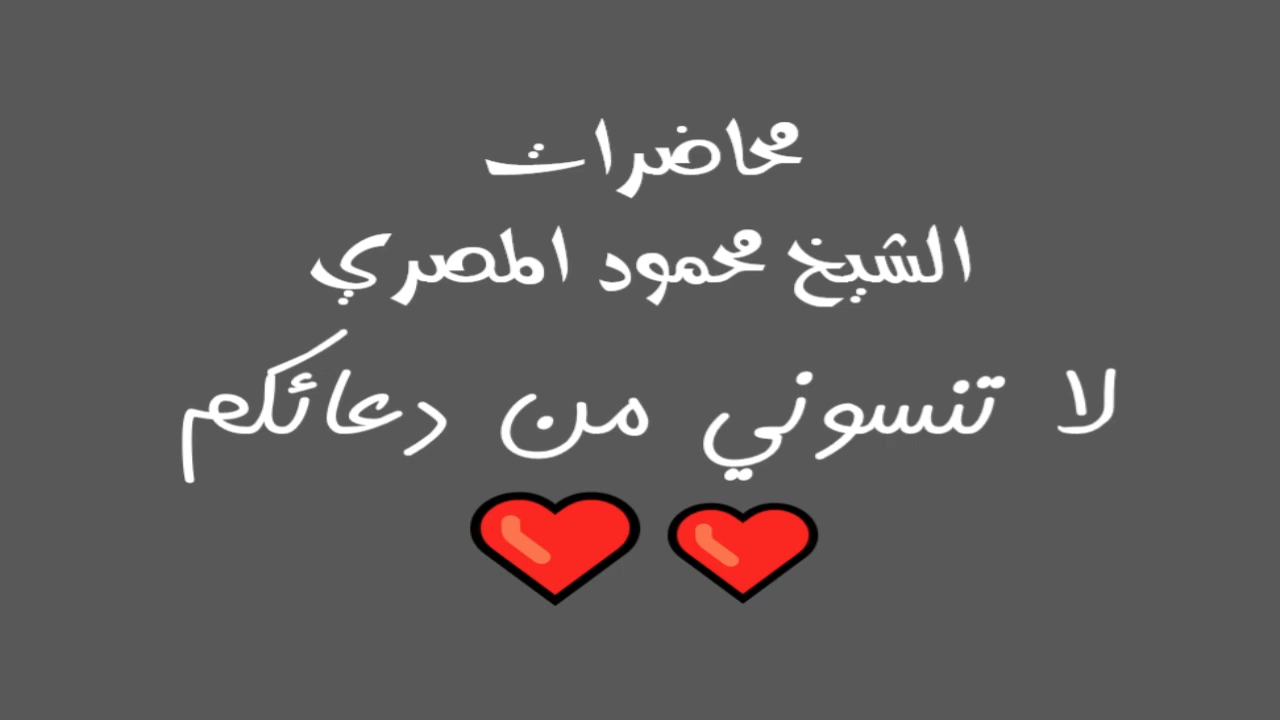 محاضرات
الشيخ محمود المصري
لا تنسوني من دعائكم